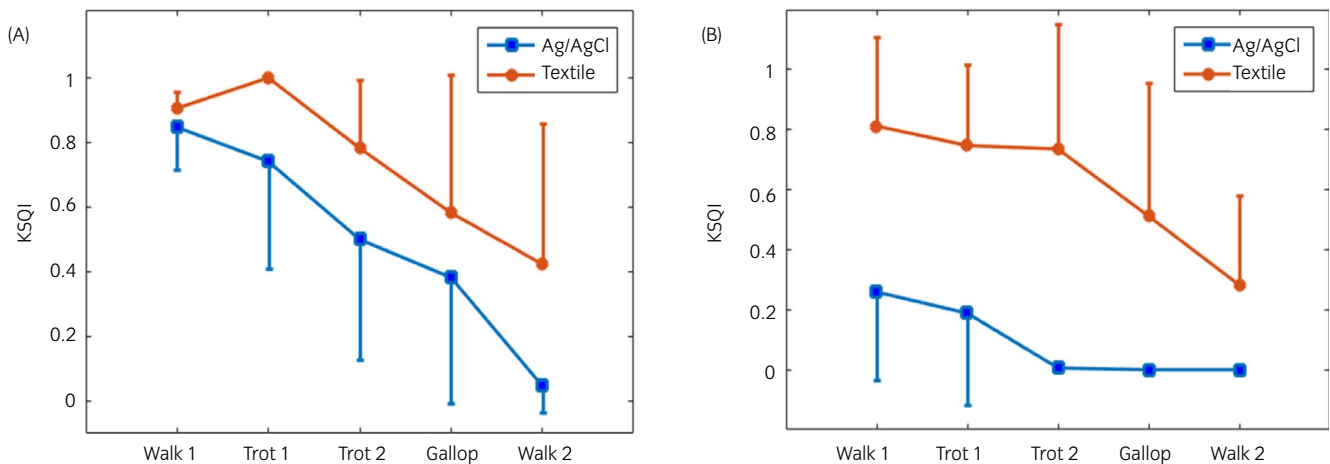 (A)
Ag/AgCl
Textile
1
0.8
0.6
0.4
0.2
0
KSQI
Walk 1 Trot 1 Trot 2 Gallop Walk 2
(B)
Ag/AgCl
Textile
1
0.8
0.6
0.4
0.2
0
KSQI
Walk 1 Trot 1 Trot 2 Gallop Walk 2